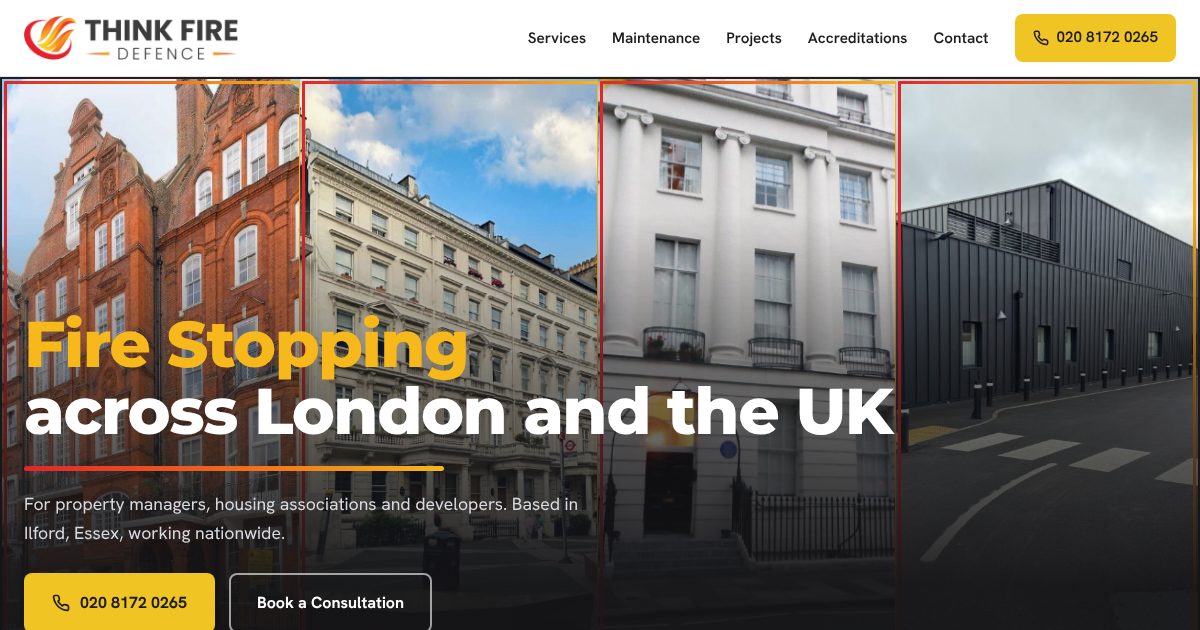 THINK FIRE
DEFENCE
Services
Maintenance
Projects
Accreditations
Contact
020 8172 0265
Fire Stopping
across London and the UK
For property managers, housing associations and developers. Based in
Ilford, Essex, working nationwide.
020 8172 0265
Book a Consultation